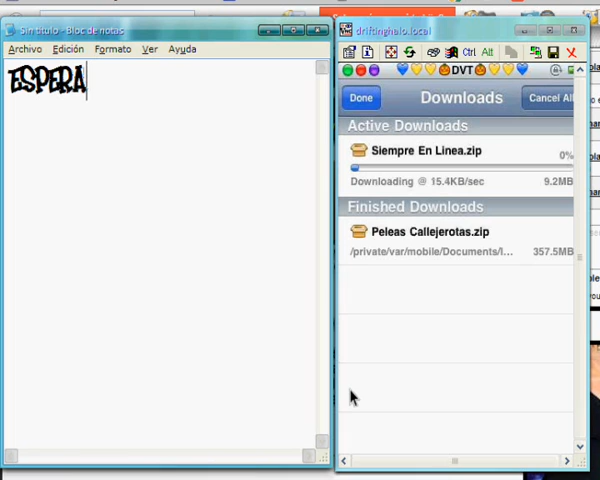 Sin título - Bloc de notas
Archivo Edición Formato Ver Ayuda
ESPERA
driftinghalo.local
Ctrl Alt
DVT
Done Downloads Cancel All
Active Downloads
Siempre En Linea.zip
0%
Downloading @ 15.4KB/sec 9.2MB
Finished Downloads
Peleas Callejerotas.zip
/private/var/mobile/Documents/I... 357.5MB